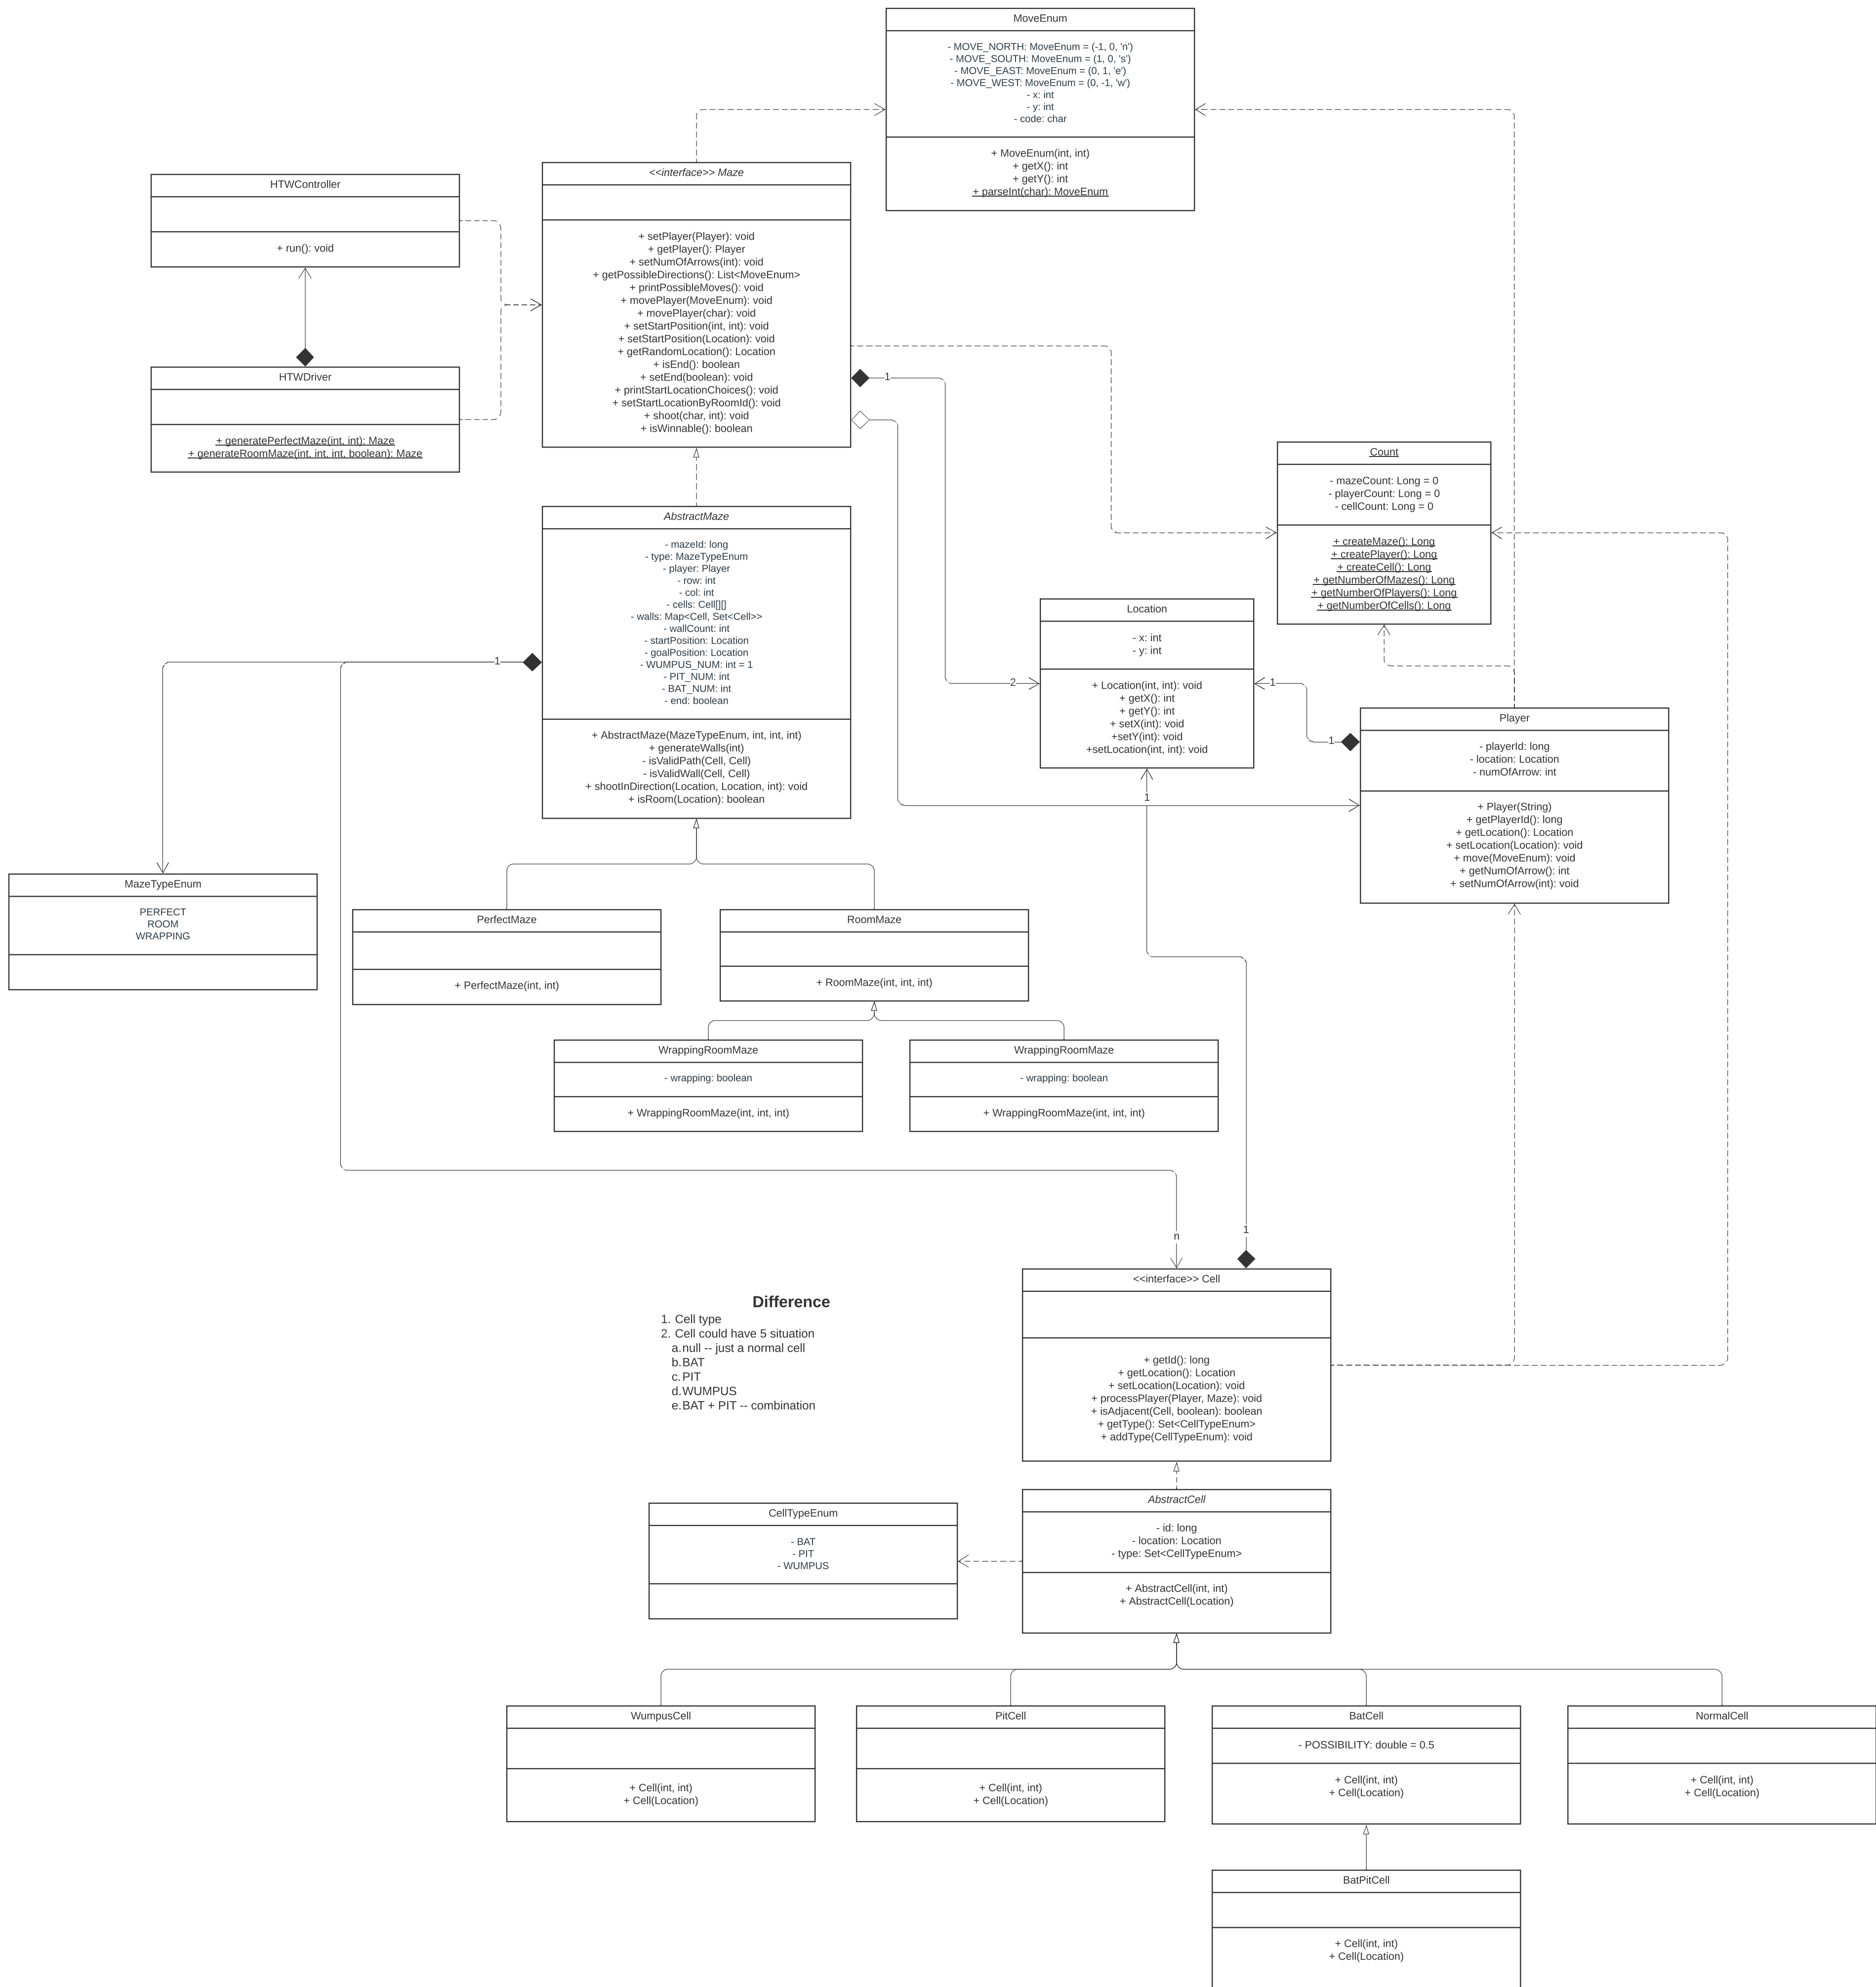 MoveEnum
- MOVE_NORTH: MoveEnum = (-1, 0, 'n')
- MOVE_SOUTH: MoveEnum = (1, 0, 's')
- MOVE_EAST: MoveEnum = (0, 1, 'e')
- MOVE_WEST: MoveEnum = (0, -1, 'w')
- x: int
- y: int
- code: char
+ MoveEnum(int, int)
+ getX(): int
+ getY(): int
+ parseInt(char): MoveEnum
HTWController
+ run(): void
HTWDriver
+ generatePerfectMaze(int, int): Maze
+ generateRoomMaze(int, int, int, boolean): Maze
<<interface>> Maze
+ setPlayer(Player): void
+ getPlayer(): Player
+ setNumOfArrows(int): void
+ getPossibleDirections(): List<MoveEnum>
+ printPossibleMoves(): void
+ movePlayer(MoveEnum): void
+ movePlayer(char): void
+ setStartPosition(int, int): void
+ setStartPosition(Location): void
+ getRandomLocation(): Location
+ isEnd(): boolean
+ setEnd(boolean): void
+ printStartLocationChoices(): void
+ setStartLocationByRoomId(): void
+ shoot(char, int): void
+ isWinnable(): boolean
1
2
Count
- mazeCount: Long = 0
- playerCount: Long = 0
- cellCount: Long = 0
+ createMaze(): Long
+ createPlayer(): Long
+ createCell(): Long
+ getNumberOfMazes(): Long
+ getNumberOfPlayers(): Long
+ getNumberOfCells(): Long
AbstractMaze
- mazeId: long
- type: MazeTypeEnum
- player: Player
- row: int
- col: int
- cells: Cell[][]
- walls: Map<Cell, Set<Cell>>
- wallCount: int
- startPosition: Location
- goalPosition: Location
- WUMPUS_NUM: int = 1
- PIT_NUM: int
- BAT_NUM: int
- end: boolean
+ AbstractMaze(MazeTypeEnum, int, int, int)
+ generateWalls(int)
- isValidPath(Cell, Cell)
- isValidWall(Cell, Cell)
+ shootInDirection(Location, Location, int): void
+ isRoom(Location): boolean
1
Location
- x: int
- y: int
+ Location(int, int): void
+ getX(): int
+ getY(): int
+ setX(int): void
+setY(int): void
+setLocation(int, int): void
1
1
1
Player
- playerId: long
- location: Location
- numOfArrow: int
+ Player(String)
+ getPlayerId(): long
+ getLocation(): Location
+ setLocation(Location): void
+ move(MoveEnum): void
+ getNumOfArrow(): int
+ setNumOfArrow(int): void
MazeTypeEnum
PERFECT
ROOM
WRAPPING
PerfectMaze
+ PerfectMaze(int, int)
RoomMaze
+ RoomMaze(int, int, int)
WrappingRoomMaze
- wrapping: boolean
+ WrappingRoomMaze(int, int, int)
WrappingRoomMaze
- wrapping: boolean
+ WrappingRoomMaze(int, int, int)
n
1
Difference
1. Cell type
2. Cell could have 5 situation
a.null -- just a normal cell
b.BAT
c.PIT
d.WUMPUS
e.BAT + PIT -- combination
<<interface>> Cell
+ getId(): long
+ getLocation(): Location
+ setLocation(Location): void
+ processPlayer(Player, Maze): void
+ isAdjacent(Cell, boolean): boolean
+ getType(): Set<CellTypeEnum>
+ addType(CellTypeEnum): void
CellTypeEnum
- BAT
- PIT
- WUMPUS
AbstractCell
- id: long
- location: Location
- type: Set<CellTypeEnum>
+ AbstractCell(int, int)
+ AbstractCell(Location)
WumpusCell
+ Cell(int, int)
+ Cell(Location)
PitCell
+ Cell(int, int)
+ Cell(Location)
BatCell
- POSSIBILITY: double = 0.5
+ Cell(int, int)
+ Cell(Location)
NormalCell
+ Cell(int, int)
+ Cell(Location)
BatPitCell
+ Cell(int, int)
+ Cell(Location)